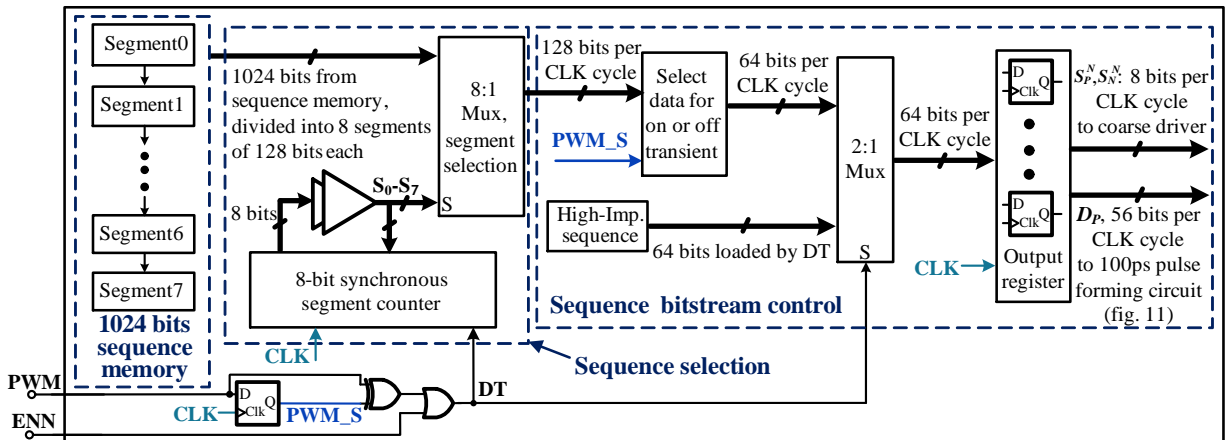 Segment0
Segment1
Segment6
Segment7
1024 bits
sequence
memory
1024 bits from
sequence memory,
divided into 8 segments
of 128 bits each
8:1
Mux,
segment
selection
S
8 bits
S0-S7
8-bit synchronous
segment counter
CLK
Sequence selection
128 bits per
CLK cycle
Select
data for
on or off
transient
PWM_S
64 bits per
CLK cycle
High-Imp.
sequence
64 bits loaded by DT
2:1
Mux
S
64 bits per
CLK cycle
Sequence bitstream control
D
Q
Clk
D
Q
Clk
Output
register
CLK
S_P^N,S_N^N: 8 bits per
CLK cycle
to coarse driver
D_P, 56 bits per
CLK cycle
to 100ps pulse
forming circuit
(fig. 11)
PWM
ENN
CLK
D
Q
Clk
PWM_S
DT